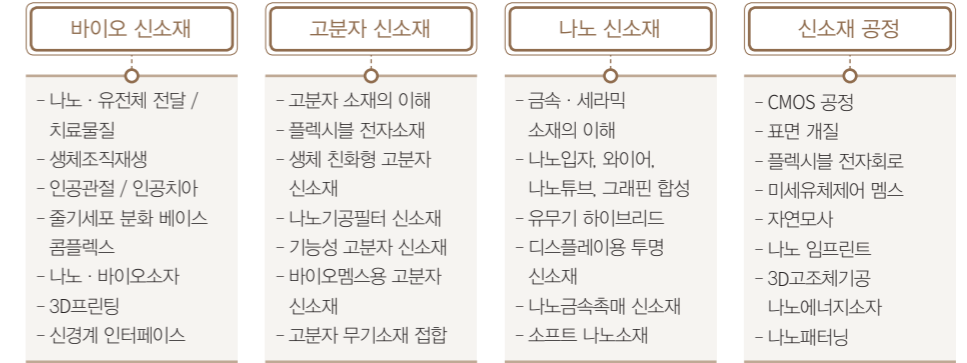 바이오 신소재
- 나노 · 유전체 전달 /
치료물질
- 생체조직재생
- 인공관절 / 인공치아
- 줄기세포 분화 베이스
콤플렉스
- 나노 · 바이오소자
- 3D프린팅
- 신경계 인터페이스
고분자 신소재
- 고분자 소재의 이해
- 플렉시블 전자소재
- 생체 친화형 고분자
신소재
- 나노기공필터 신소재
- 기능성 고분자 신소재
- 바이오멤스용 고분자
신소재
- 고분자 무기소재 접합
나노 신소재
- 금속 · 세라믹
소재의 이해
- 나노입자, 와이어,
나노튜브, 그래핀 합성
- 유무기 하이브리드
- 디스플레이용 투명
신소재
- 나노금속촉매 신소재
- 소프트 나노소재
신소재 공정
- CMOS 공정
- 표면 개질
- 플렉시블 전자회로
- 미세유체제어 멤스
- 자연모사
- 나노 임프린트
- 3D고조체기공
나노에너지소자
- 나노패터닝